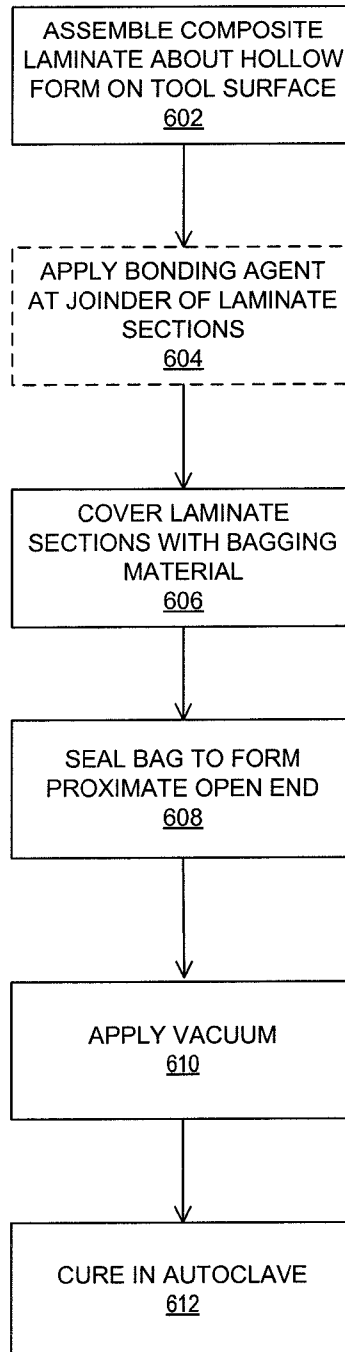 ASSEMBLE COMPOSITE
LAMINATE ABOUT HOLLOW
FORM ON TOOL SURFACE
602
APPLY BONDING AGENT
AT JOINDER OF LAMINATE
SECTIONS
604
COVER LAMINATE
SECTIONS WITH BAGGING
MATERIAL
606
SEAL BAG TO FORM
PROXIMATE OPEN END
608
APPLY VACUUM
610
CURE IN AUTOCLAVE
612